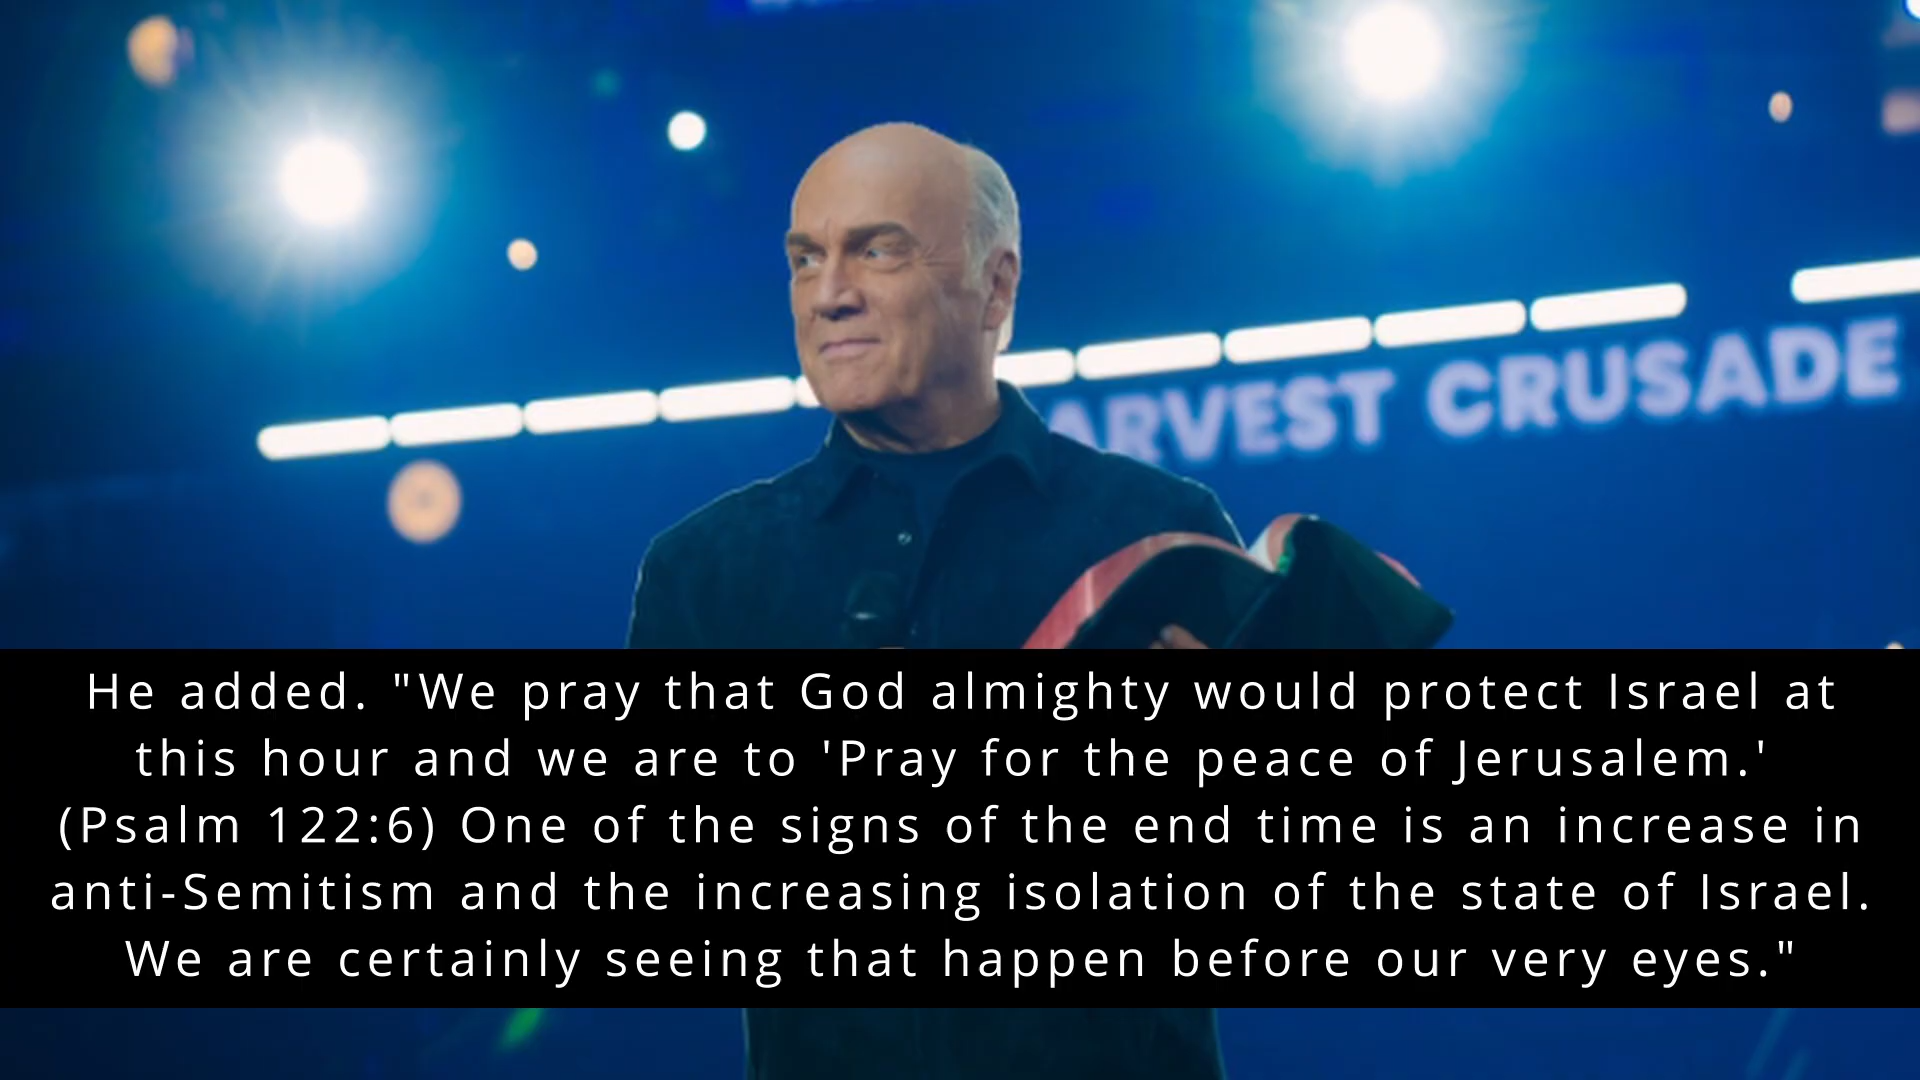 ARVEST CRUSADE
He added. "We pray that God almighty would protect Israel at
this hour and we are to 'Pray for the peace of Jerusalem.'
(Psalm 122:6) One of the signs of the end time is an increase in
anti-Semitism and the increasing isolation of the state of Israel.
We are certainly seeing that happen before our very eyes."